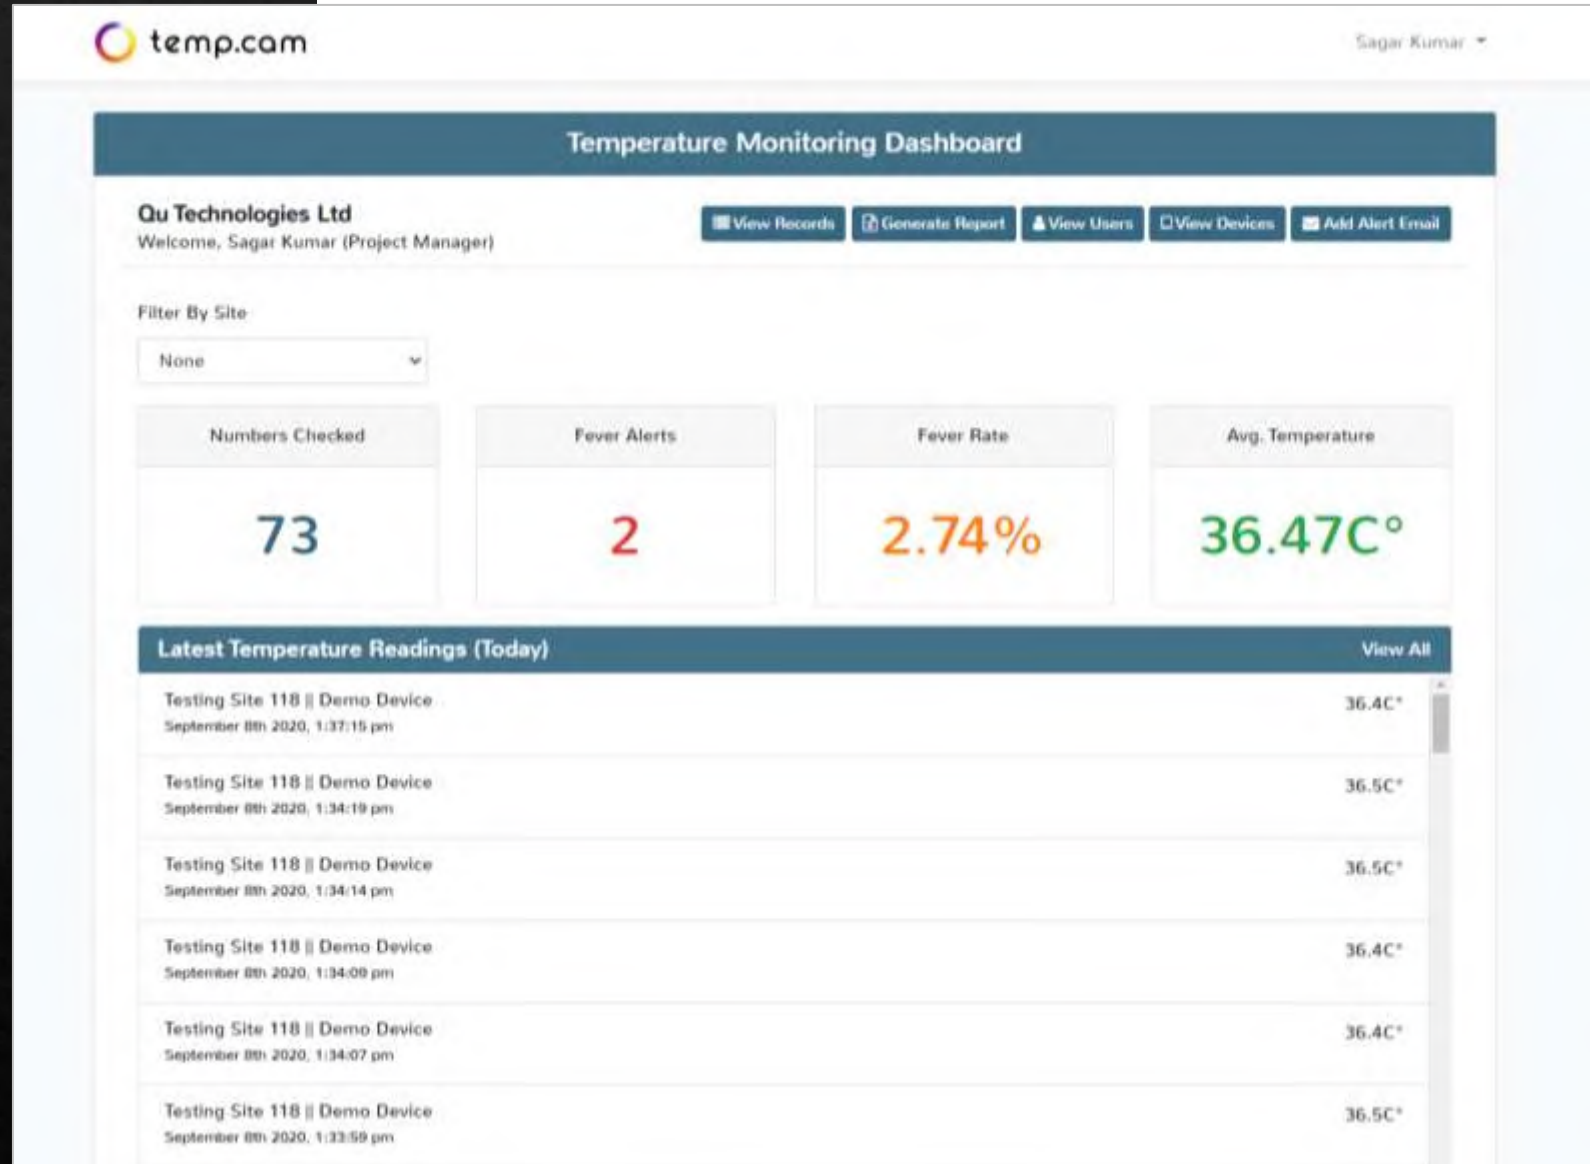 temp.cam
Sagar Kumar
Temperature Monitoring Dashboard
Qu Technologies Ltd
Welcome, Sagar Kumar (Project Manager)
View Records
Generate Report
View Users
View Devices
Add Alert Email
Filter By Site
None
Numbers Checked
Fever Alerts
Fever Rate
Avg. Temperature
73
2
2.74%
36.47C°
Latest Temperature Readings (Today)
View All
Testing Site 118 || Demo Device
36.4C°
September 8th 2020, 1:37:15 pm
Testing Site 118 || Demo Device
36.5C°
September 8th 2020, 1:34:19 pm
Testing Site 118 || Demo Device
36.5C°
September 8th 2020, 1:34:14 pm
Testing Site 118 || Demo Device
36.4C°
September 8th 2020, 1:34:09 pm
Testing Site 118 || Demo Device
36.4C°
September 8th 2020, 1:34:07 pm
Testing Site 118 || Demo Device
36.5C°
September 8th 2020, 1:33:59 pm